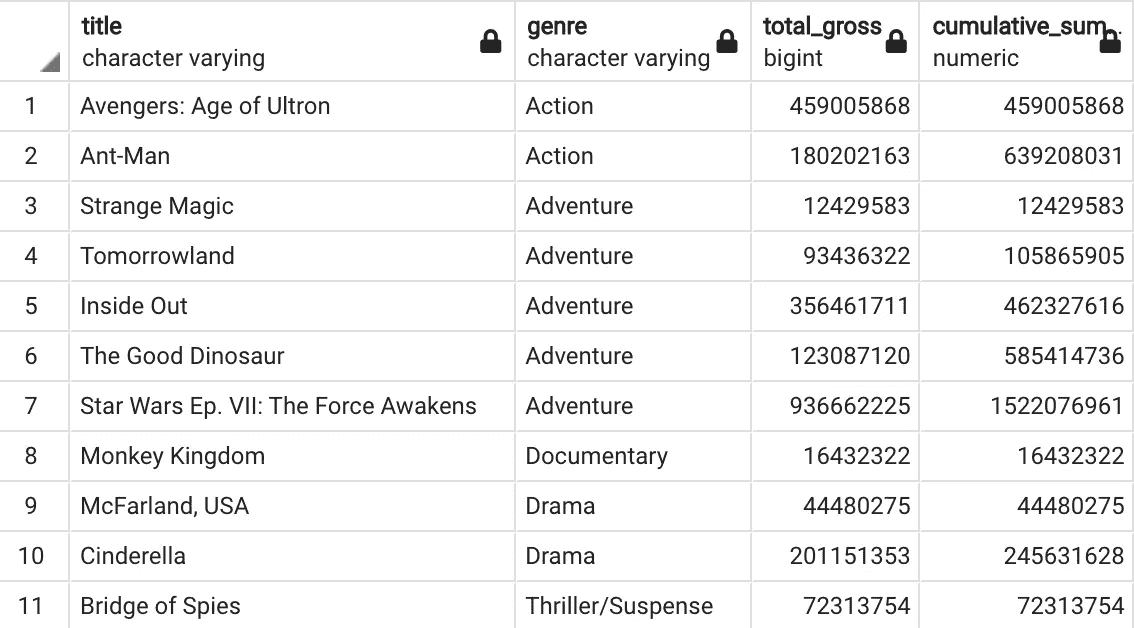 title genre total_gross cumulative_sum
character varying character varying bigint numeric
1 Avengers: Age of Ultron Action 459005868 459005868
2 Ant-Man Action 180202163 639208031
3 Strange Magic Adventure 12429583 12429583
4 Tomorrowland Adventure 93436322 105865905
5 Inside Out Adventure 356461711 462327616
6 The Good Dinosaur Adventure 123087120 585414736
7 Star Wars Ep. VII: The Force Awakens Adventure 936662225 1522076961
8 Monkey Kingdom Documentary 16432322 16432322
9 McFarland, USA Drama 44480275 44480275
10 Cinderella Drama 201151353 245631628
11 Bridge of Spies Thriller/Suspense 72313754 72313754